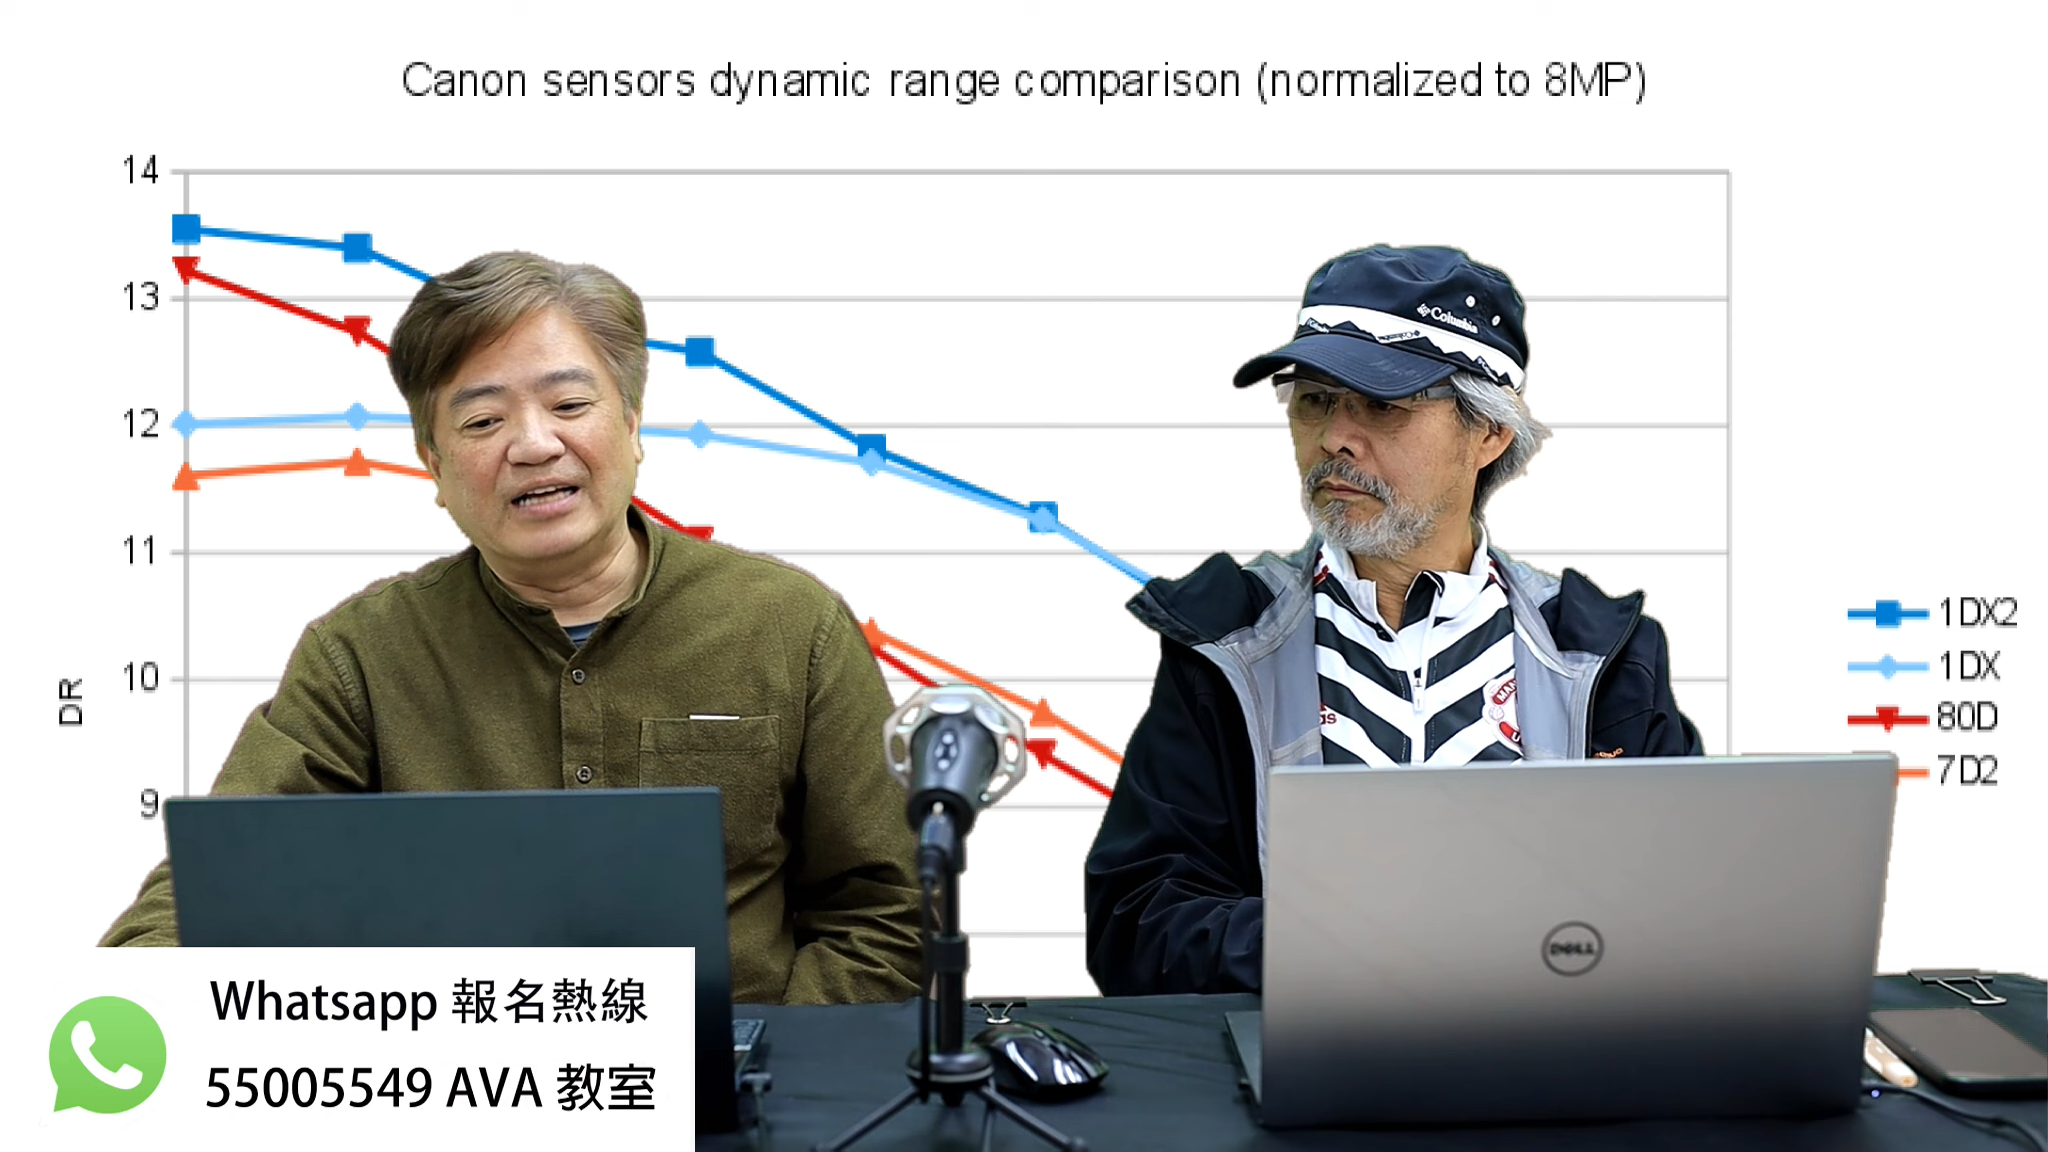 Canon sensors dynamic range comparison (normalized to 8MP)
14
13
12
11
10
9
DR
1DX2
1DX
80D
7D2
Columbia
DELL
Whatsapp 報名熱線
55005549 AVA 教室